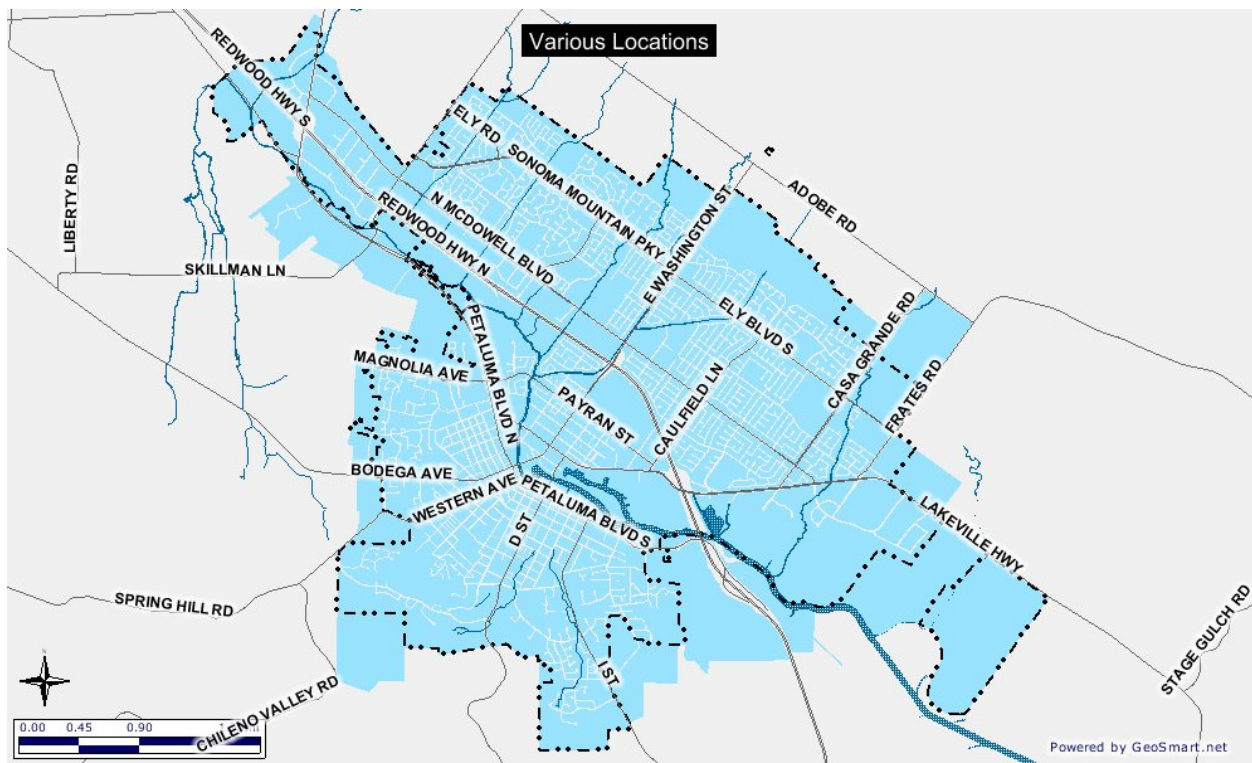 Various Locations
REDWOOD HWY S
ELY RD
SONOMA MOUNTAIN PKY
ADOBE RD
LIBERTY RD
N MCDOWELL BLVD
REDWOOD HWY N
E WASHINGTON ST
SKILLMAN LN
PETALUMA BLVD N
ELY BLVD S
CASA GRANDE RD
MAGNOLIA AVE
FRATES RD
PAYRAN ST
CAULFIELD LN
BODEGA AVE
WESTERN AVE
PETALUMA BLVD S
D ST
LAKEVILLE HWY
SPRING HILL RD
STAGE GULCH RD
I ST
CHILENO VALLEY RD
0.00 0.45 0.90
Powered by GeoSmart.net